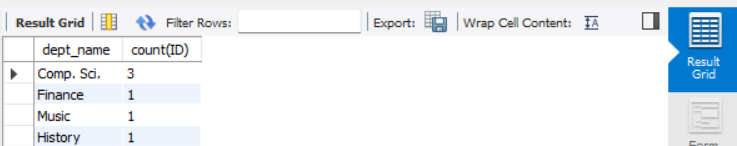 Result Grid Filter Rows: Export: Wrap Cell Content:
dept_name count(ID)
Comp. Sci. 3
Finance 1
Music 1
History 1
Result
Grid